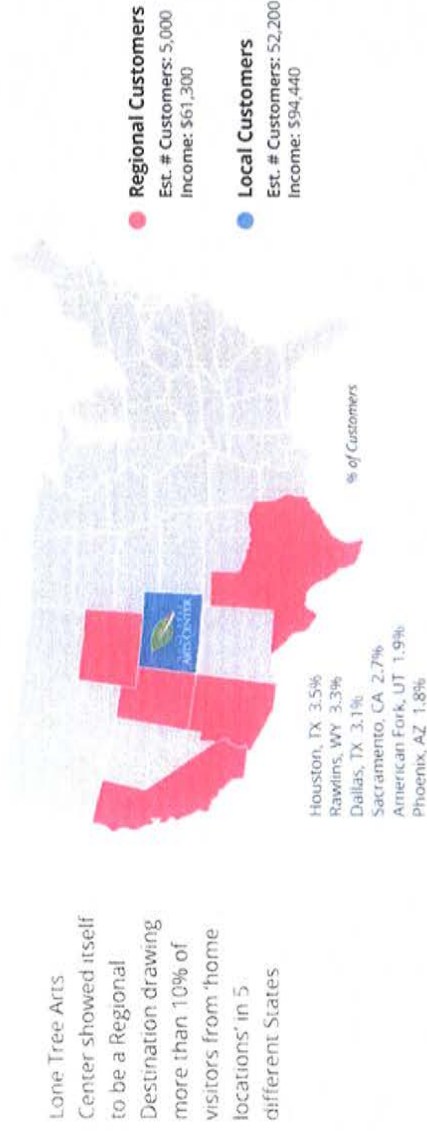 Lone Tree Arts
Center showed itself
to be a Regional
Destination drawing
more than 10% of
visitors from 'home
locations' in 5
different States
ARTS CENTER
Regional Customers
Est. # Customers: 5,000
Income: $61,300
Local Customers
Est. # Customers: 52,200
Income: $94,440
% of Customers
Houston, TX 3.5%
Rawlins, WY 3.3%
Dallas, TX 3.1%
Sacramento, CA 2.7%
American Fork, UT 1.9%
Phoenix, AZ 1.8%